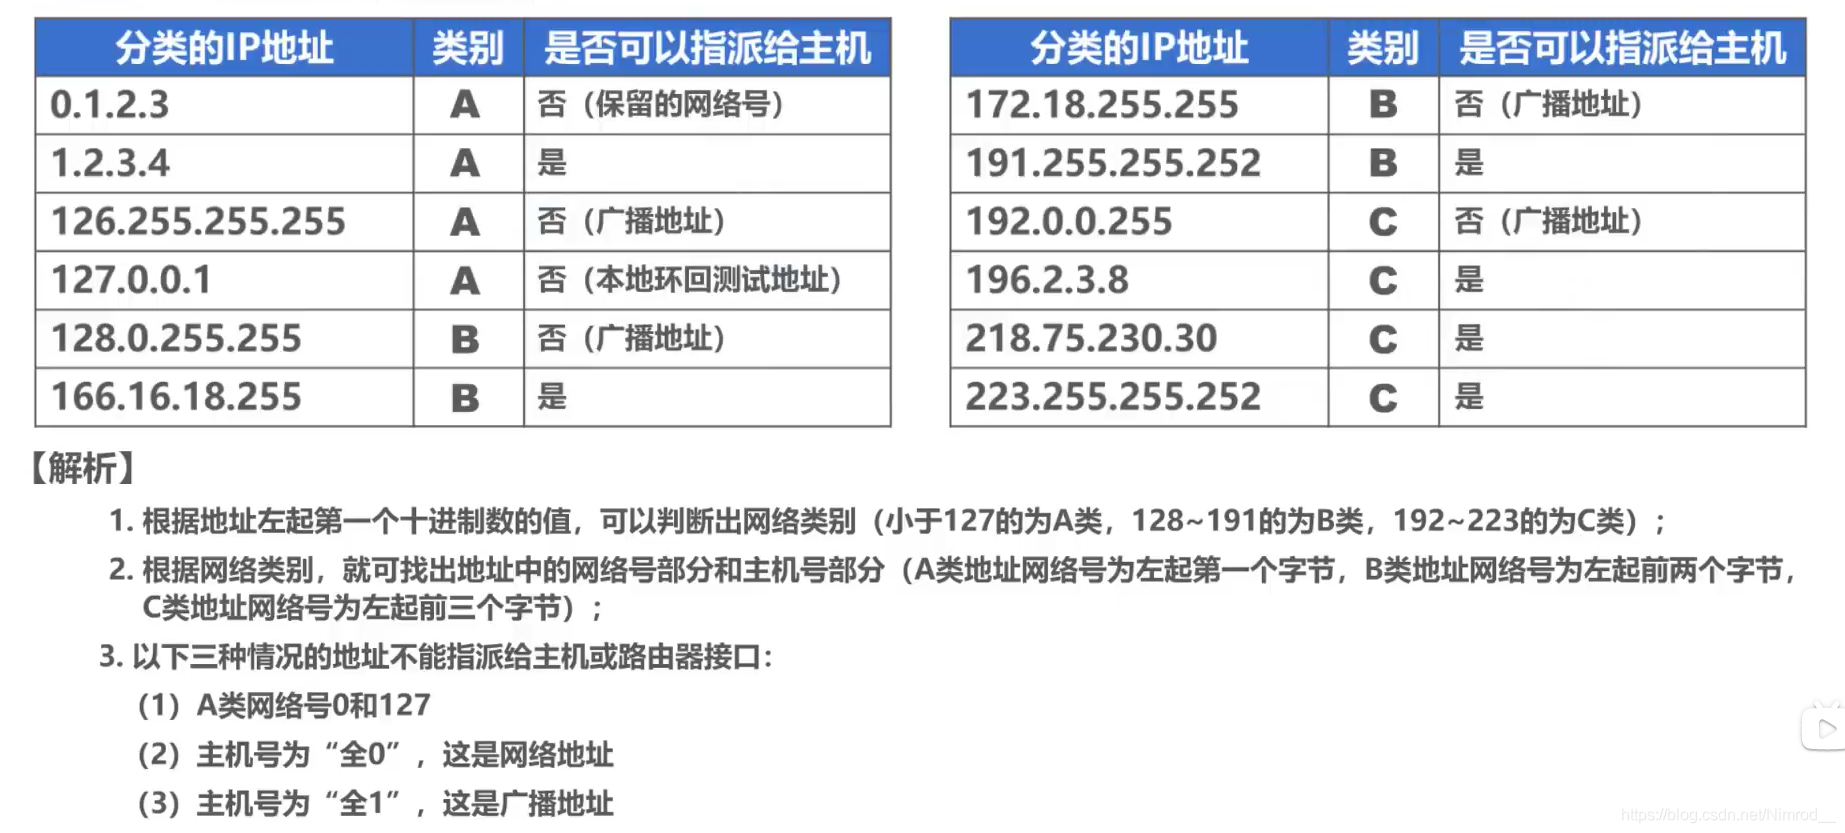 分类的IP地址 类别 是否可以指派给主机
0.1.2.3 A 否（保留的网络号）
1.2.3.4 A 是
126.255.255.255 A 否（广播地址）
127.0.0.1 A 否（本地环回测试地址）
128.0.255.255 B 否（广播地址）
166.16.18.255 B 是
分类的IP地址 类别 是否可以指派给主机
172.18.255.255 B 否（广播地址）
191.255.255.252 B 是
192.0.0.255 C 否（广播地址）
196.2.3.8 C 是
218.75.230.30 C 是
223.255.255.252 C 是
【解析】
1. 根据地址左起第一个十进制数的值，可以判断出网络类别（小于127的为A类，128~191的为B类，192~223的为C类）；
2. 根据网络类别，就可找出地址中的网络号部分和主机号部分（A类地址网络号为左起第一个字节，B类地址网络号为左起前两个字节，
C类地址网络号为左起前三个字节）；
3. 以下三种情况的地址不能指派给主机或路由器接口：
（1）A类网络号0和127
（2）主机号为“全0”，这是网络地址
（3）主机号为“全1”，这是广播地址
https://blog.csdn.net/Nimrod__